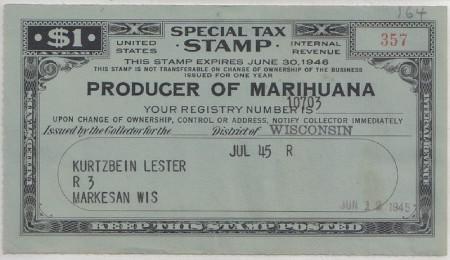 164
$1
A YEAR
SPECIAL TAX
UNITED STATES STAMP INTERNAL REVENUE
357
THIS STAMP EXPIRES JUNE 30, 1946
THIS STAMP IS NOT TRANSFERABLE ON CHANGE OF OWNERSHIP OF THE BUSINESS
ISSUED FOR ONE YEAR
PRODUCER OF MARIHUANA
YOUR REGISTRY NUMBER IS 10703
UPON CHANGE OF OWNERSHIP, CONTROL OR ADDRESS, NOTIFY COLLECTOR IMMEDIATELY
Issued by the Collector for the District of WISCONSIN
JUL 45 R
KURTZBEIN LESTER
R 3
MARKESAN WIS
JUN 1945
KEEP THIS STAMP POSTED
INTERNAL REVENUE